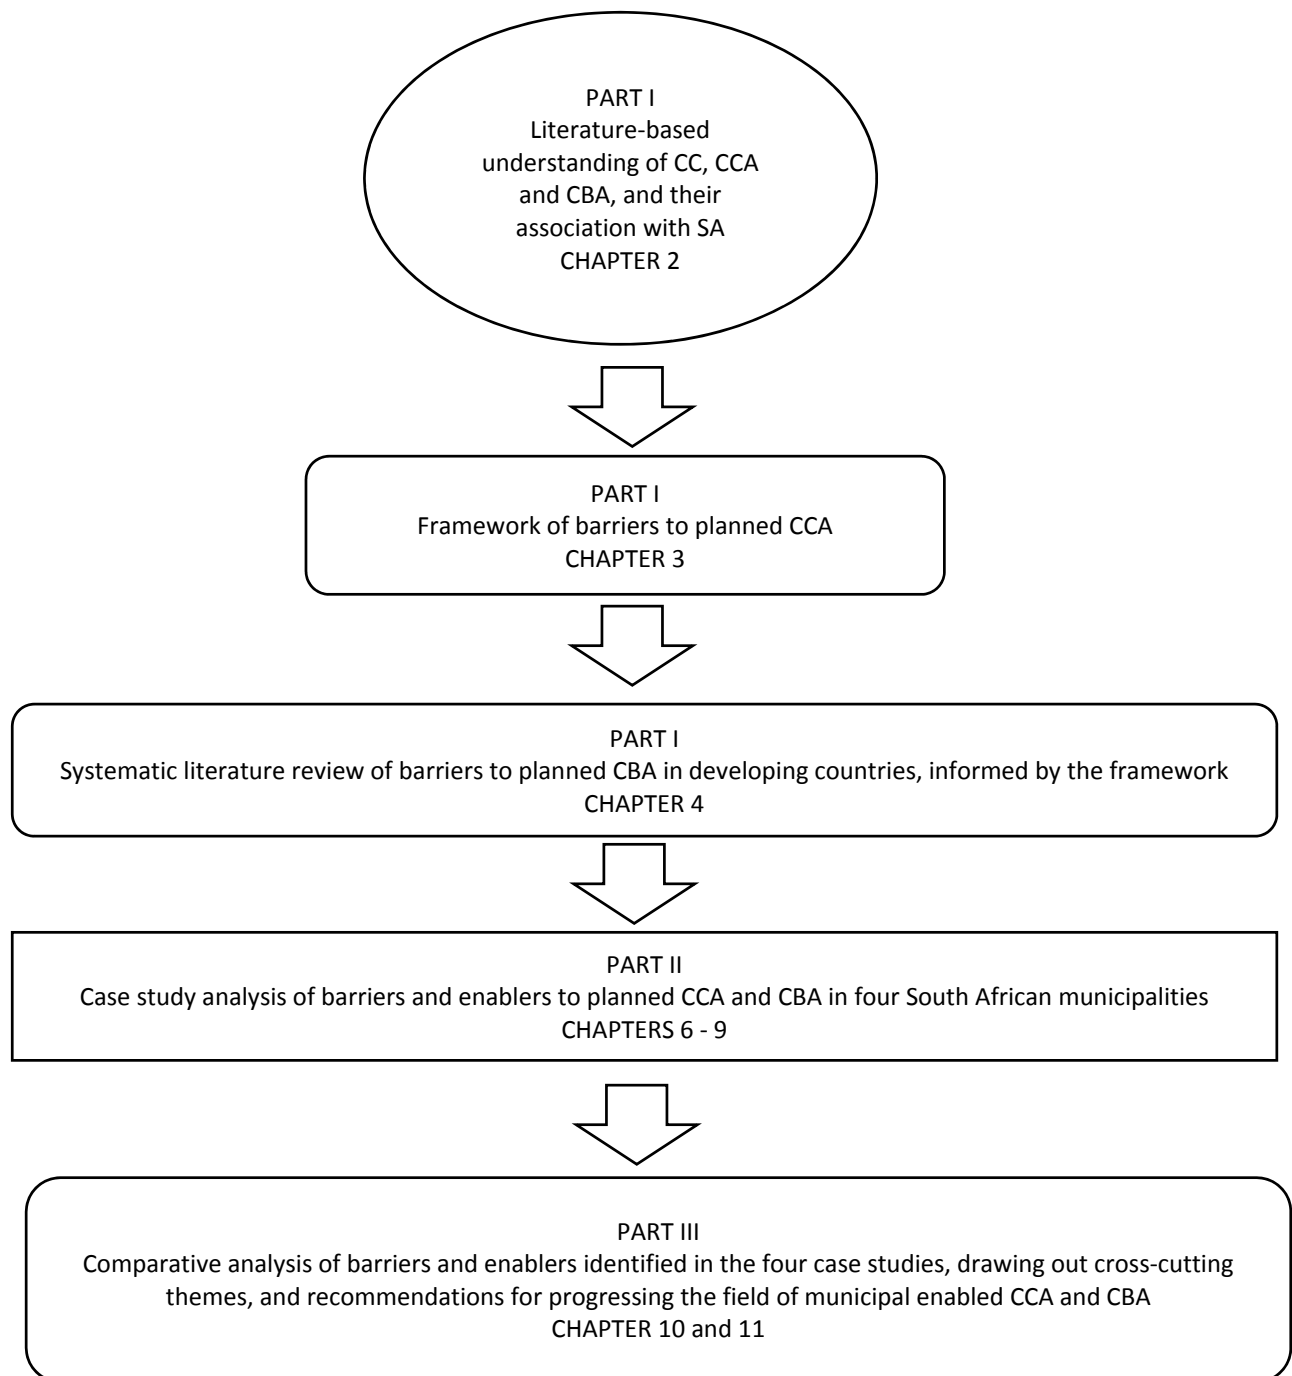 PART I
Literature-based
understanding of CC, CCA
and CBA, and their
association with SA
CHAPTER 2
PART I
Framework of barriers to planned CCA
CHAPTER 3
PART I
Systematic literature review of barriers to planned CBA in developing countries, informed by the framework
CHAPTER 4
PART II
Case study analysis of barriers and enablers to planned CCA and CBA in four South African municipalities
CHAPTERS 6 - 9
PART III
Comparative analysis of barriers and enablers identified in the four case studies, drawing out cross-cutting
themes, and recommendations for progressing the field of municipal enabled CCA and CBA
CHAPTER 10 and 11